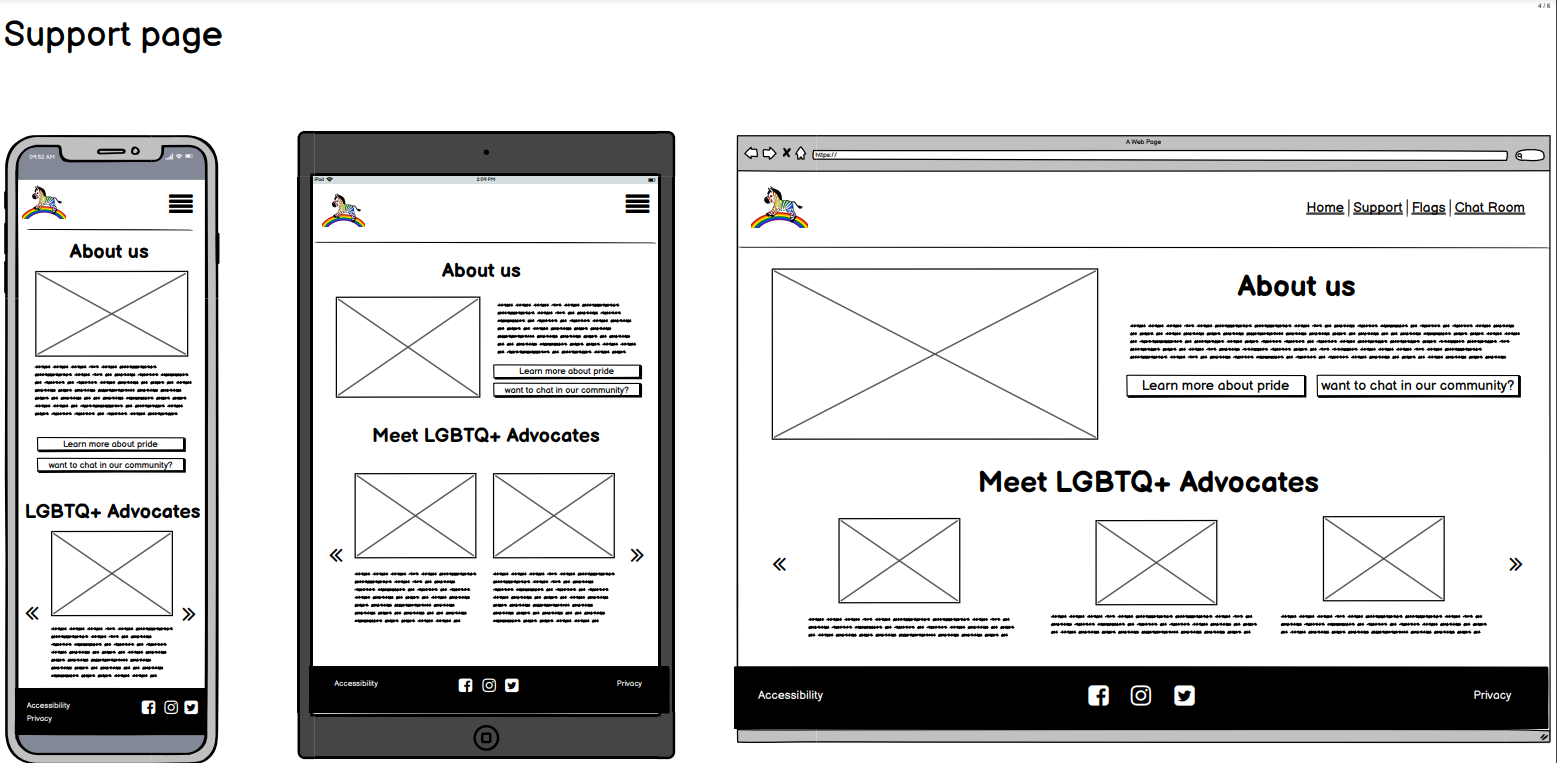 4 / 6
Support page
09:52 AM
About us
Learn more about pride
want to chat in our community?
LGBTQ+ Advocates
Accessibility
Privacy
iPad
2:09 PM
About us
Learn more about pride
want to chat in our community?
Meet LGBTQ+ Advocates
Accessibility
Privacy
A Web Page
https://
Home | Support | Flags | Chat Room
About us
Learn more about pride
want to chat in our community?
Meet LGBTQ+ Advocates
Accessibility
Privacy